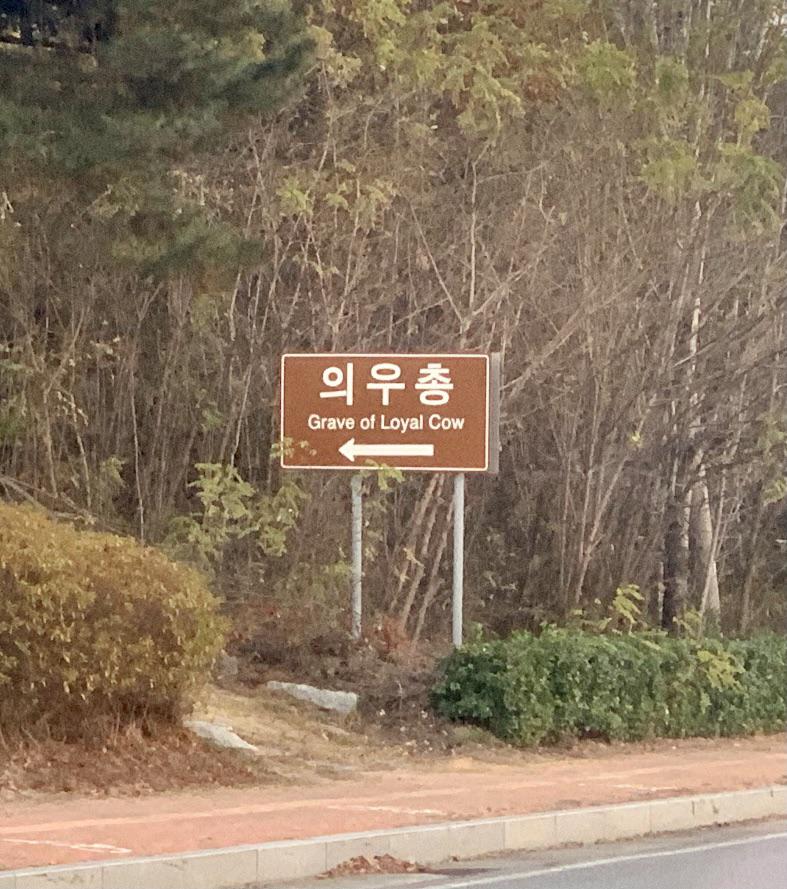 의우총
Grave of Loyal Cow